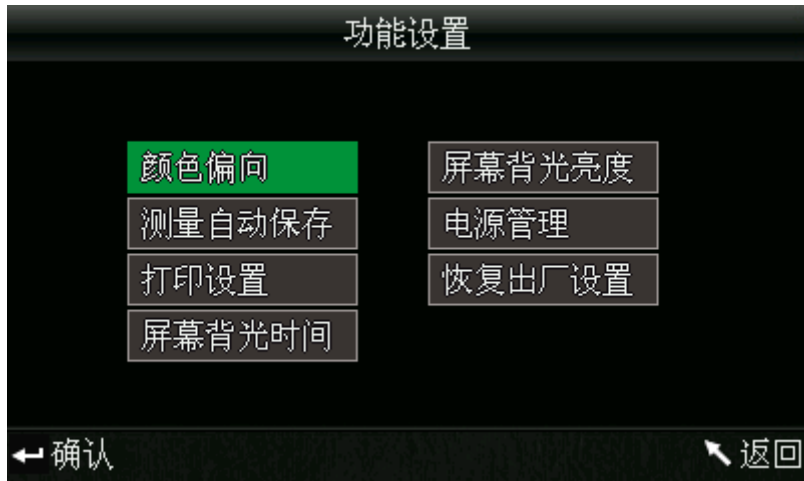 功能设置
颜色偏向
屏幕背光亮度
测量自动保存
电源管理
打印设置
恢复出厂设置
屏幕背光时间
确认
返回